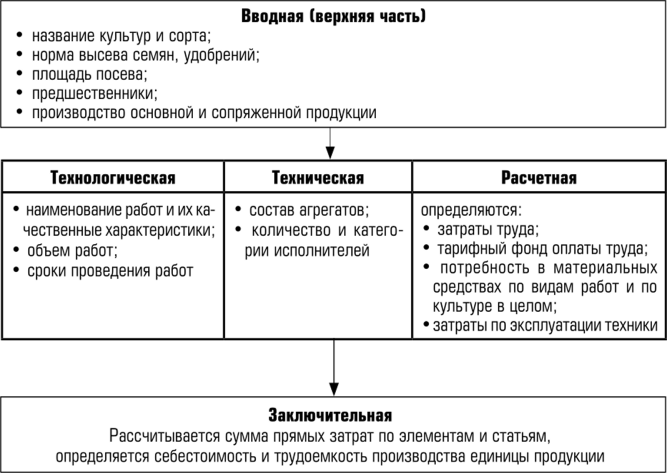 Вводная (верхняя часть)
• название культур и сорта;
• норма высева семян, удобрений;
• площадь посева;
• предшественники;
• производство основной и сопряженной продукции
Технологическая
• наименование работ и их ка-
чественные характеристики;
• объем работ;
• сроки проведения работ
Техническая
• состав агрегатов;
• количество и катего-
рии исполнителей
Расчетная
определяются:
• затраты труда;
• тарифный фонд оплаты труда;
• потребность в материальных
средствах по видам работ и по
культуре в целом;
• затраты по эксплуатации техники
Заключительная
Рассчитывается сумма прямых затрат по элементам и статьям,
определяется себестоимость и трудоемкость производства единицы продукции